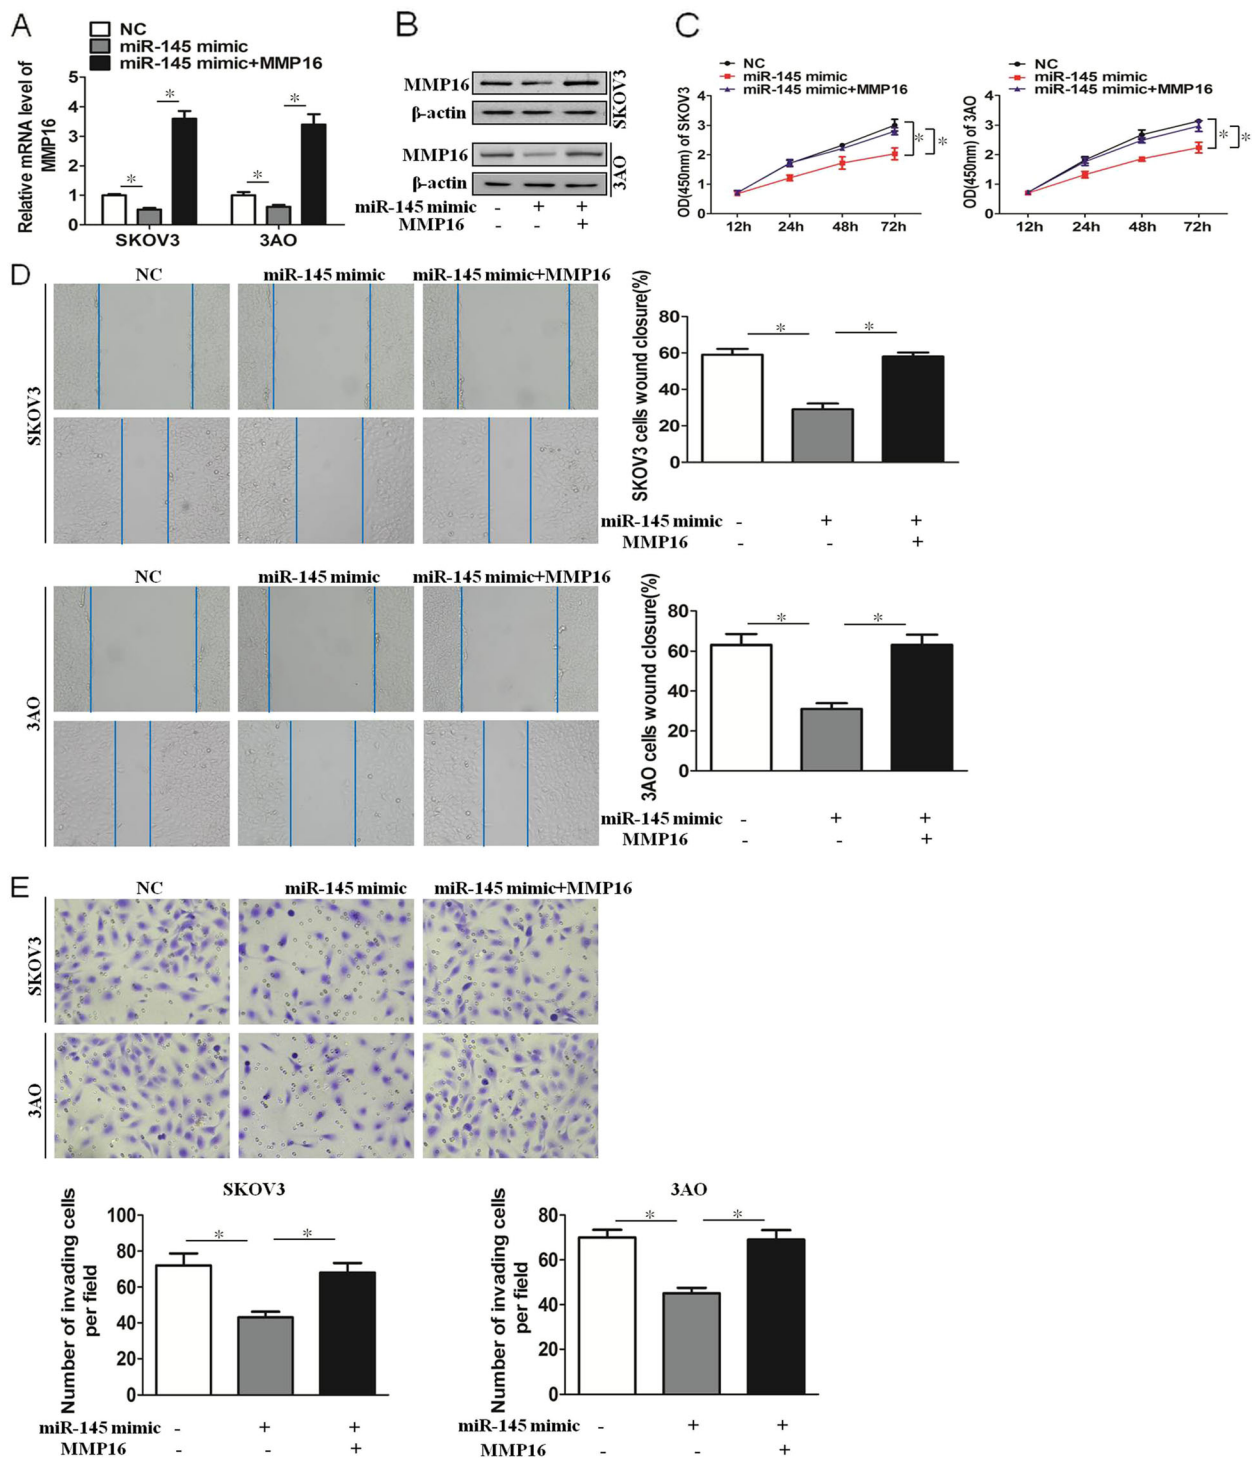 A
NC
miR-145 mimic
miR-145 mimic+MMP16
Relative mRNA level of
MMP16
5
4
3
2
1
0
*
*
*
*
SKOV3
3AO
B
MMP16
β-actin
SKOV3
MMP16
β-actin
3AO
miR-145 mimic - + +
MMP16 - - +
C
NC
miR-145 mimic
miR-145 mimic+MMP16
OD(450nm) of SKOV3
4
3
2
1
0
12h 24h 48h 72h
*
*
NC
miR-145 mimic
miR-145 mimic+MMP16
OD(450nm) of 3AO
4
3
2
1
0
12h 24h 48h 72h
*
*
D
NC miR-145 mimic miR-145 mimic+MMP16
SKOV3
SKOV3 cells wound closure(%)
80
60
40
20
0
*
*
miR-145 mimic - + +
MMP16 - - +
NC miR-145 mimic miR-145 mimic+MMP16
3AO
3AO cells wound closure(%)
80
60
40
20
0
*
*
miR-145 mimic - + +
MMP16 - - +
E
NC miR-145 mimic miR-145 mimic+MMP16
SKOV3
3AO
SKOV3
Number of invading cells
per field
100
80
60
40
20
0
*
*
miR-145 mimic - + +
MMP16 - - +
3AO
Number of invading cells
per field
80
60
40
20
0
*
*
miR-145 mimic - + +
MMP16 - - +